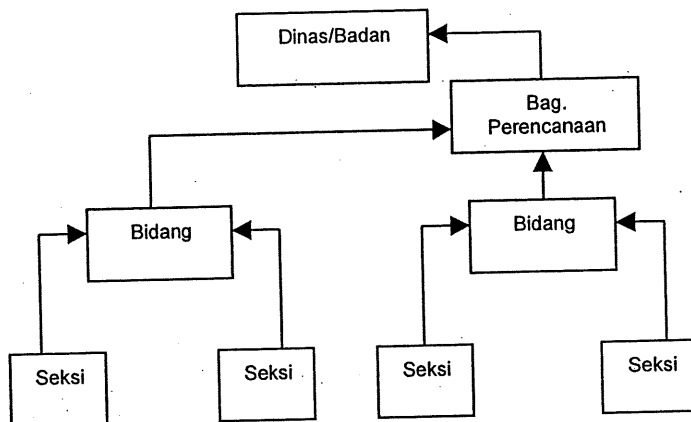 Dinas/Badan
Bag.
Perencanaan
Bidang
Bidang
Seksi
Seksi
Seksi
Seksi